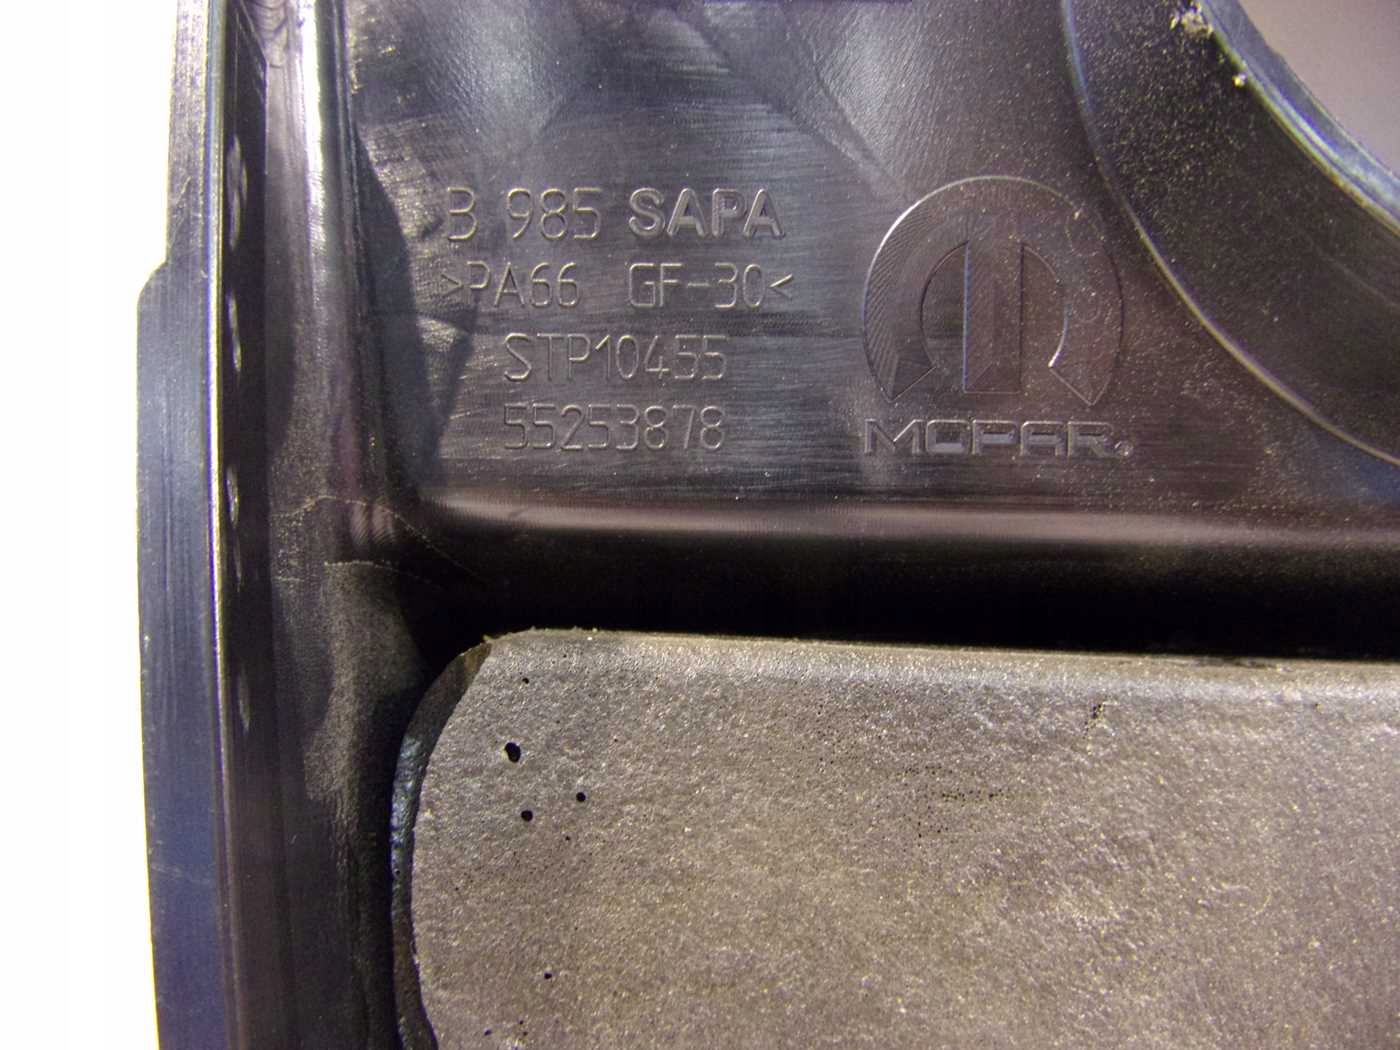 B 985 SAPA
>PA66 GF-30<
STP10455
55253878
MOPAR